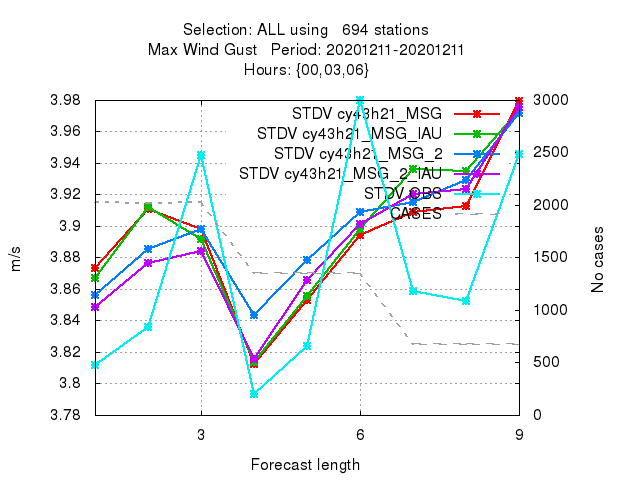 Selection: ALL using   694 stations
Max Wind Gust   Period: 20201211-20201211
Hours: {00,03,06}
STDV cy43h21_MSG
STDV cy43h21_MSG_IAU
STDV cy43h21_MSG_2
STDV cy43h21_MSG_2_IAU
STDV OBS
CASES
3.98
3.96
3.94
3.92
3.9
3.88
3.86
3.84
3.82
3.8
3.78
m/s
3000
2500
2000
1500
1000
500
0
No cases
3
6
9
Forecast length